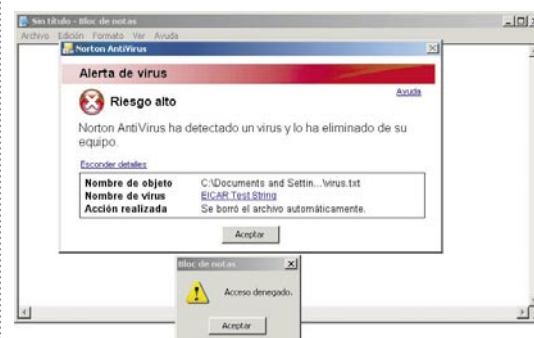 Sin título - Bloc de notas
Archivo Edición Formato Ver Ayuda
Norton AntiVirus
Alerta de virus
Ayuda
Riesgo alto
Norton AntiVirus ha detectado un virus y lo ha eliminado de su
equipo.
Esconder detalles
Nombre de objeto C:\Documents and Settin...\virus.txt
Nombre de virus EICAR Test String
Acción realizada Se borró el archivo automáticamente.
Aceptar
Bloc de notas
Acceso denegado.
Aceptar